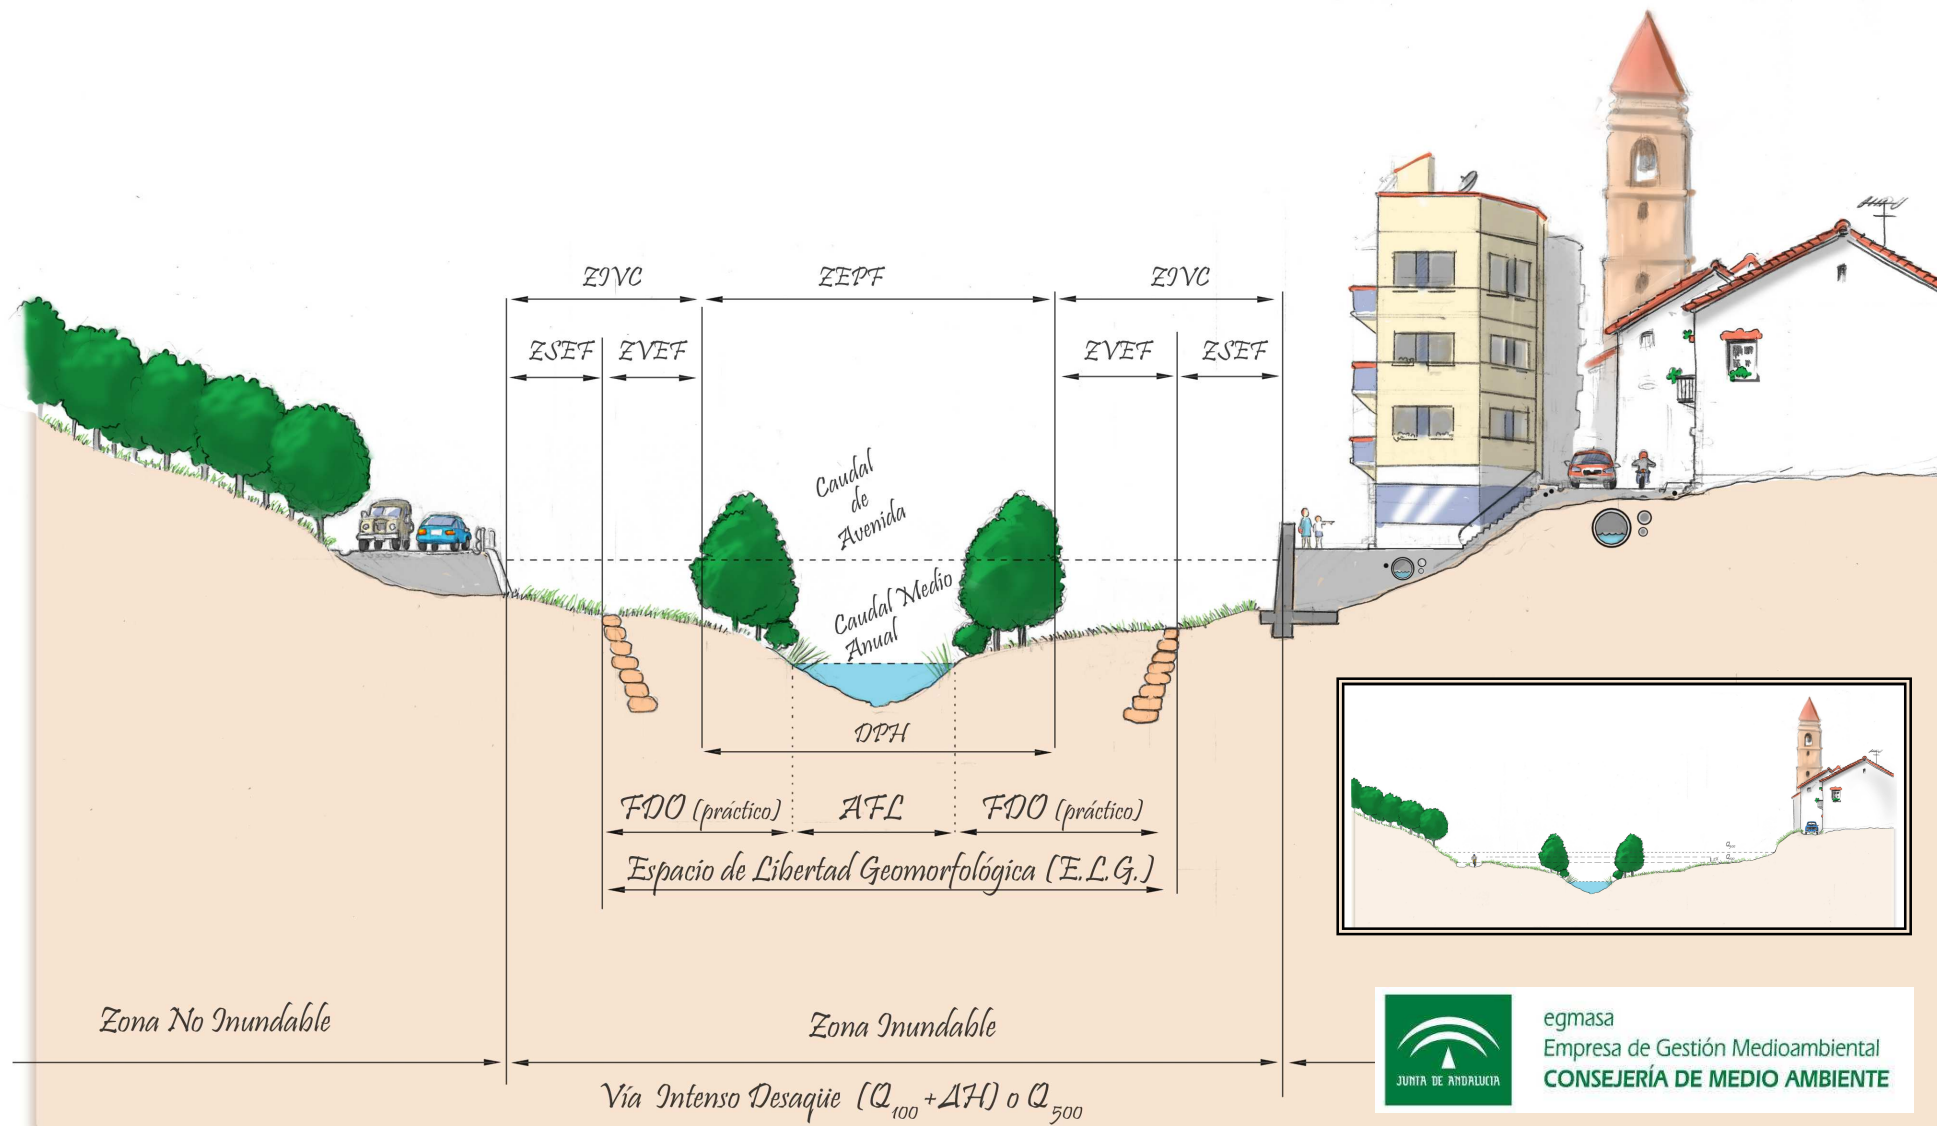 ZIVC
ZEPF
ZIVC
ZSEF
ZVEF
ZVEF
ZSEF
Caudal
de
Avenida
Caudal Medio
Anual
DPH
FDO (práctico)
AFL
FDO (práctico)
Espacio de Libertad Geomorfológica (E.L.G.)
Zona No Inundable
Zona Inundable
Vía Intenso Desaqüe (Q100 + ΔH) o Q500
JUNTA DE ANDALUCIA
egmasa
Empresa de Gestión Medioambiental
CONSEJERÍA DE MEDIO AMBIENTE